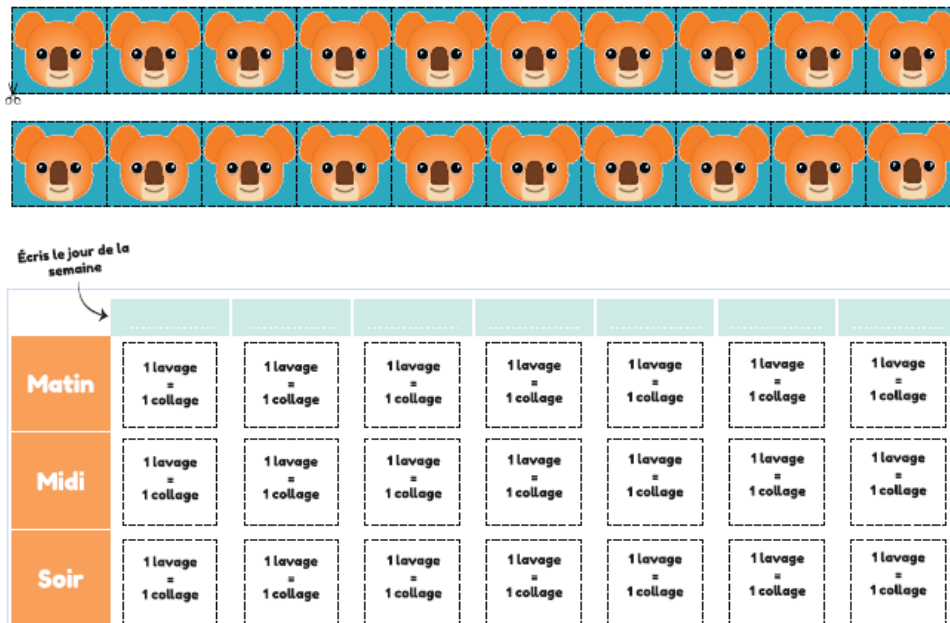 Écris le jour de la
semaine
Matin
1 lavage
=
1 collage
1 lavage
=
1 collage
1 lavage
=
1 collage
1 lavage
=
1 collage
1 lavage
=
1 collage
1 lavage
=
1 collage
1 lavage
=
1 collage
Midi
1 lavage
=
1 collage
1 lavage
=
1 collage
1 lavage
=
1 collage
1 lavage
=
1 collage
1 lavage
=
1 collage
1 lavage
=
1 collage
1 lavage
=
1 collage
Soir
1 lavage
=
1 collage
1 lavage
=
1 collage
1 lavage
=
1 collage
1 lavage
=
1 collage
1 lavage
=
1 collage
1 lavage
=
1 collage
1 lavage
=
1 collage